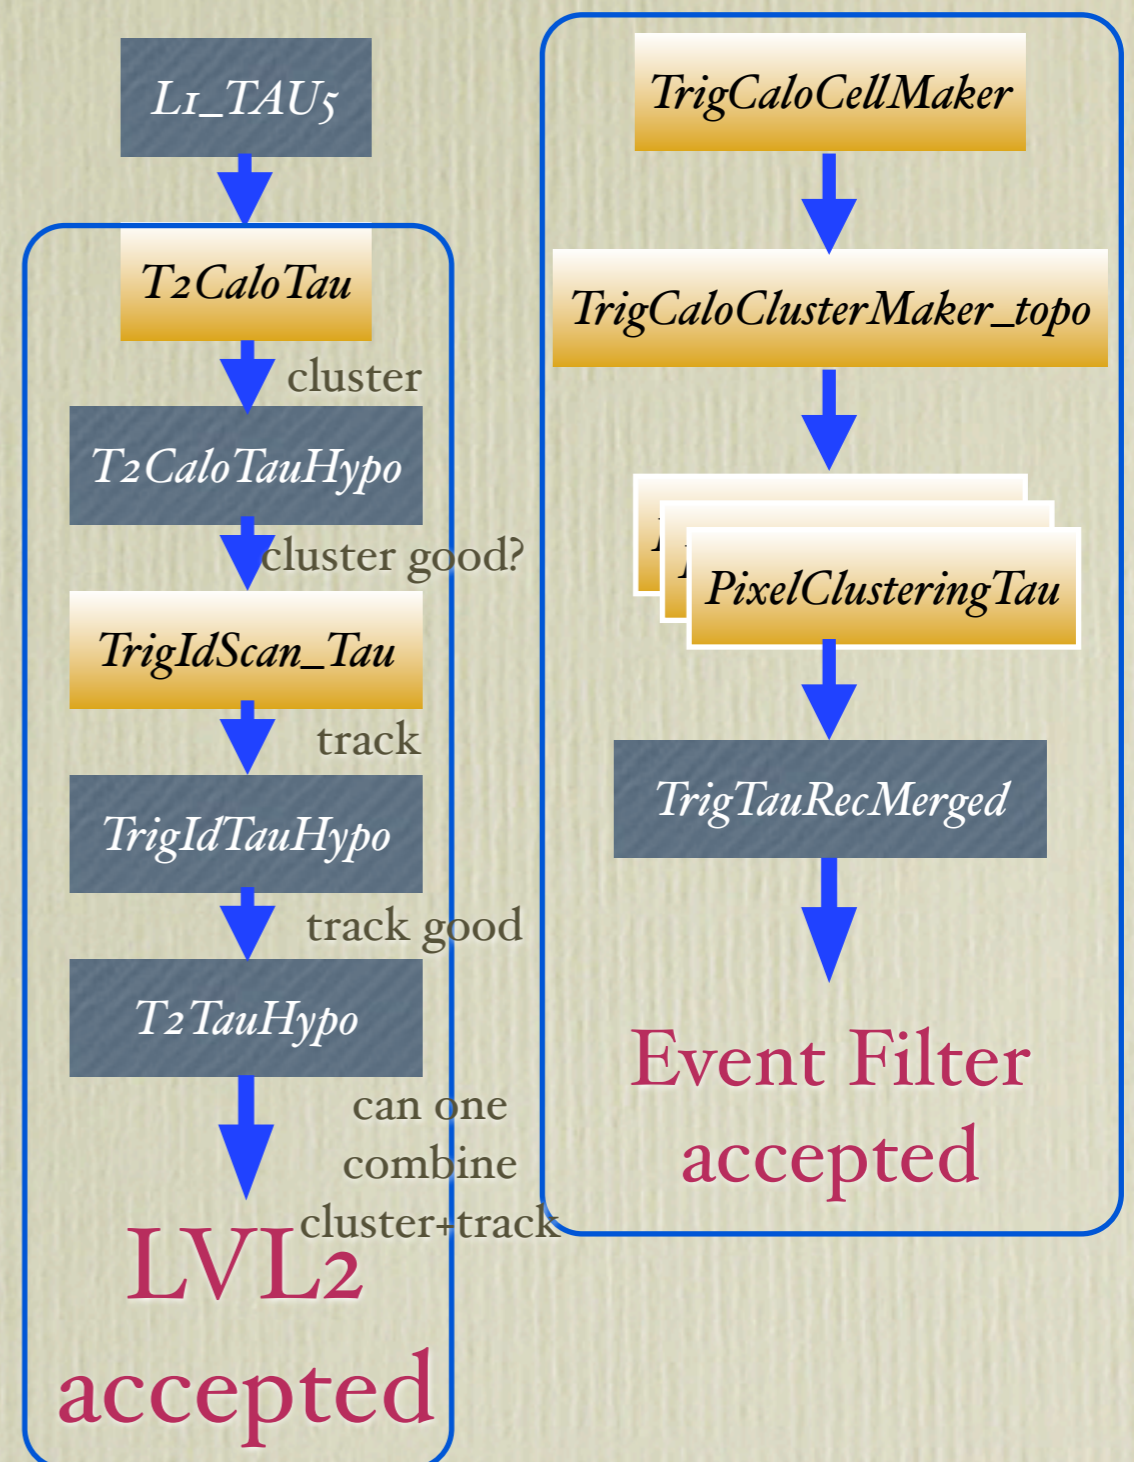 L1_TAU5
T2CaloTau
cluster
T2CaloTauHypo
cluster good?
TrigIdScan_Tau
track
TrigIdTauHypo
track good
T2TauHypo
can one
combine
cluster+track
LVL2
accepted
TrigCaloCellMaker
TrigCaloClusterMaker_topo
PixelClusteringTau
TrigTauRecMerged
Event Filter
accepted